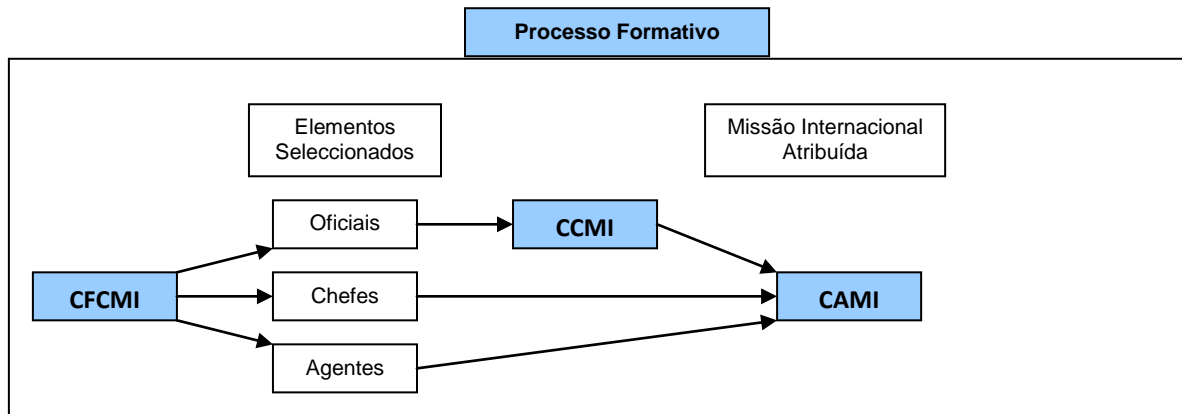 Processo Formativo
Elementos
Seleccionados
Missão Internacional
Atribuída
Oficiais
CCMI
CFCMI
Chefes
CAMI
Agentes